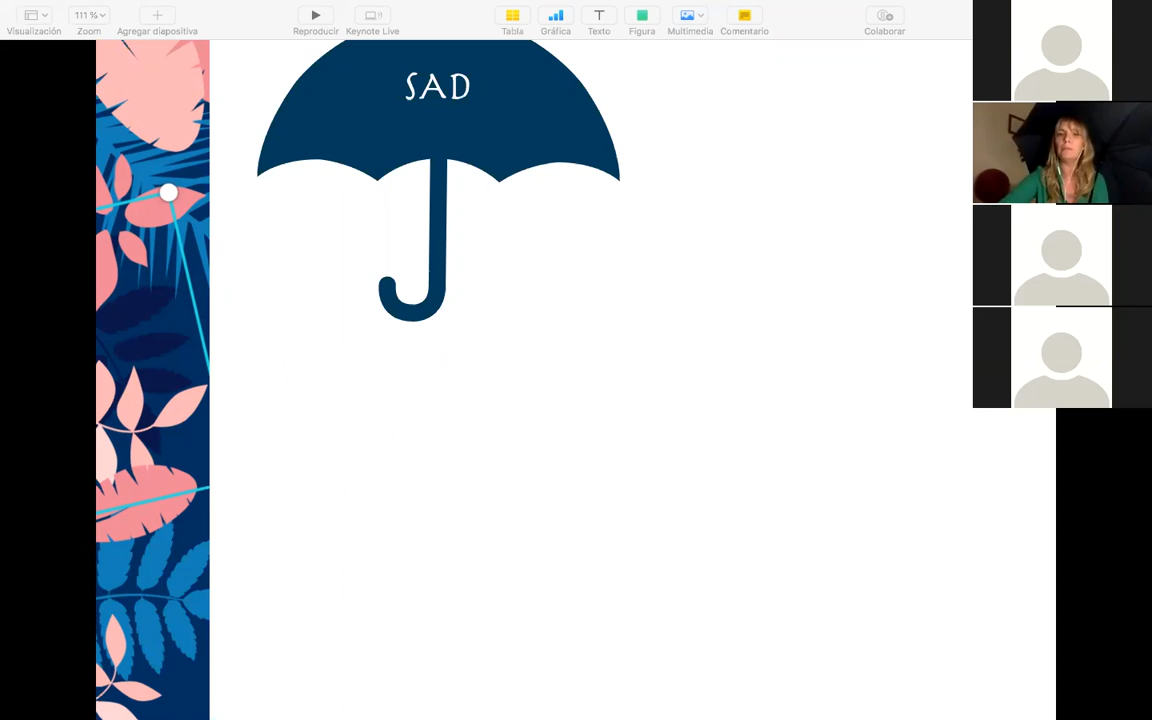 111 %
Visualización
Zoom
Agregar diapositiva
Reproducir
Keynote Live
Tabla
Gráfica
Texto
Figura
Multimedia
Comentario
Colaborar
SAD